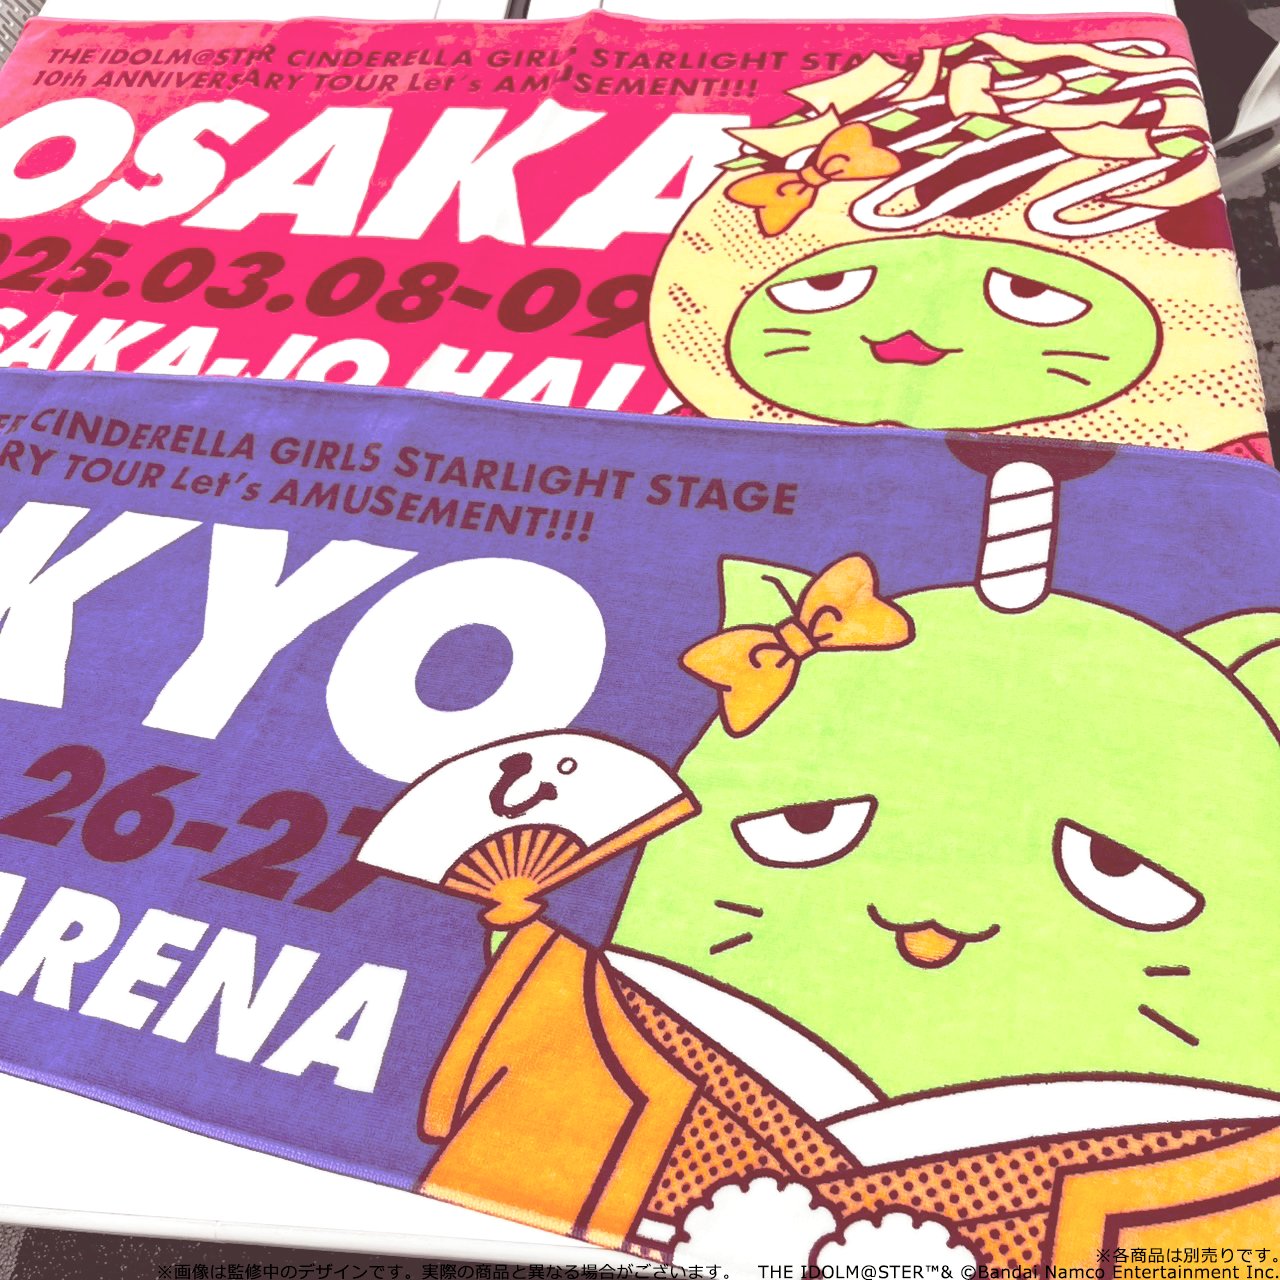 THE IDOLM@STER CINDERELLA GIRLS STARLIGHT STAGE
10th ANNIVERSARY TOUR Let's AMUSEMENT!!!
OSAKA
025.03.08-09
SAKA-JO HALL
ER CINDERELLA GIRLS STARLIGHT STAGE
RY TOUR Let's AMUSEMENT!!!
KYO
26-27
ARENA
ぴ
※各商品は別売りです。
※画像は監修中のデザインです。実際の商品と異なる場合がございます。 THE IDOLM@STER™& ©Bandai Namco Entertainment Inc.